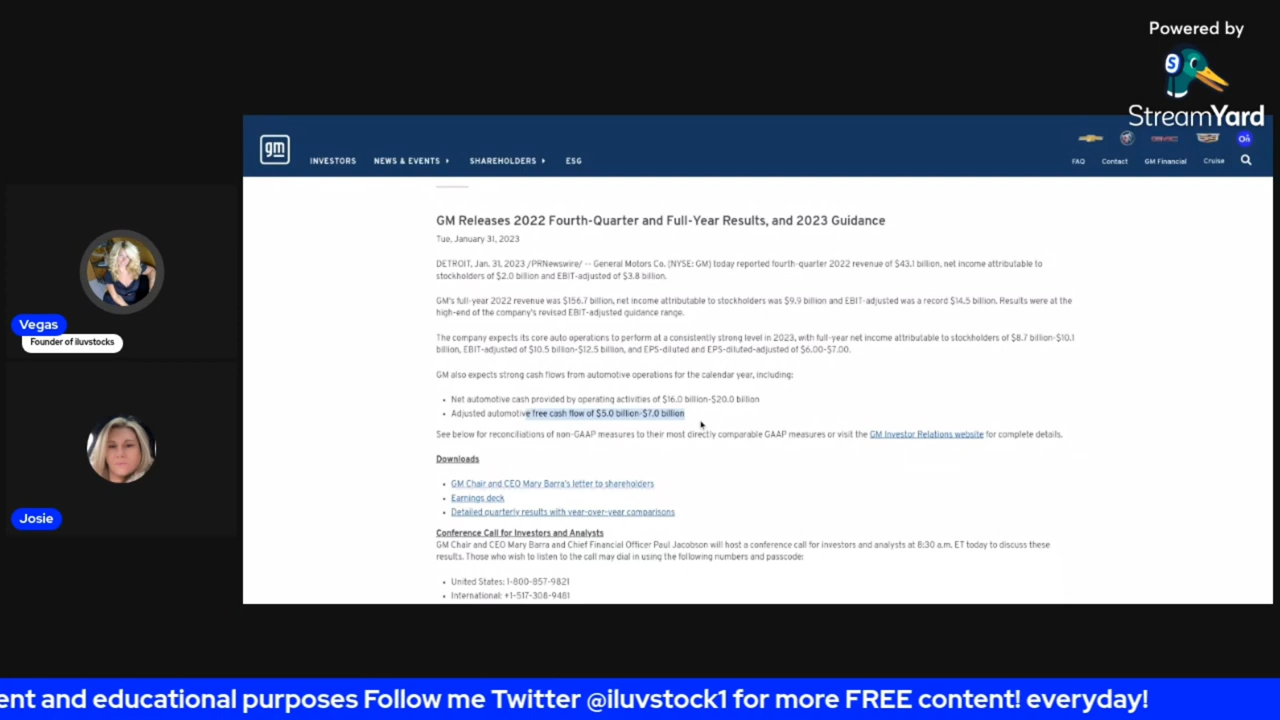 Powered by
StreamYard
gm
INVESTORS NEWS & EVENTS SHAREHOLDERS ESG
FAQ Contact GM Financial Cruise
GM Releases 2022 Fourth-Quarter and Full-Year Results, and 2023 Guidance
Tue, January 31, 2023
DETROIT, Jan. 31, 2023 /PRNewswire/ -- General Motors Co. (NYSE: GM) today reported fourth-quarter 2022 revenue of $43.1 billion, net income attributable to
stockholders of $2.0 billion and EBIT-adjusted of $3.8 billion.
GM's full-year 2022 revenue was $156.7 billion, net income attributable to stockholders was $9.9 billion and EBIT-adjusted was a record $14.5 billion. Results were at the
high-end of the company's revised EBIT-adjusted guidance range.
The company expects its core auto operations to perform at a consistently strong level in 2023, with full-year net income attributable to stockholders of $8.7 billion-$10.1
billion, EBIT-adjusted of $10.5 billion-$12.5 billion, and EPS-diluted and EPS-diluted-adjusted of $6.00-$7.00.
GM also expects strong cash flows from automotive operations for the calendar year, including:
• Net automotive cash provided by operating activities of $16.0 billion-$20.0 billion
• Adjusted automotive free cash flow of $5.0 billion-$7.0 billion
See below for reconciliations of non-GAAP measures to their most directly comparable GAAP measures or visit the GM Investor Relations website for complete details.
Downloads
• GM Chair and CEO Mary Barra's letter to shareholders
• Earnings deck
• Detailed quarterly results with year-over-year comparisons
Conference Call for Investors and Analysts
GM Chair and CEO Mary Barra and Chief Financial Officer Paul Jacobson will host a conference call for investors and analysts at 8:30 a.m. ET today to discuss these
results. Those who wish to listen to the call may dial in using the following numbers and passcode:
• United States: 1-800-857-9821
• International: +1-517-308-9481
Vegas
Founder of iluvstocks
Josie
ent and educational purposes Follow me Twitter @iluvstock1 for more FREE content! everyday!